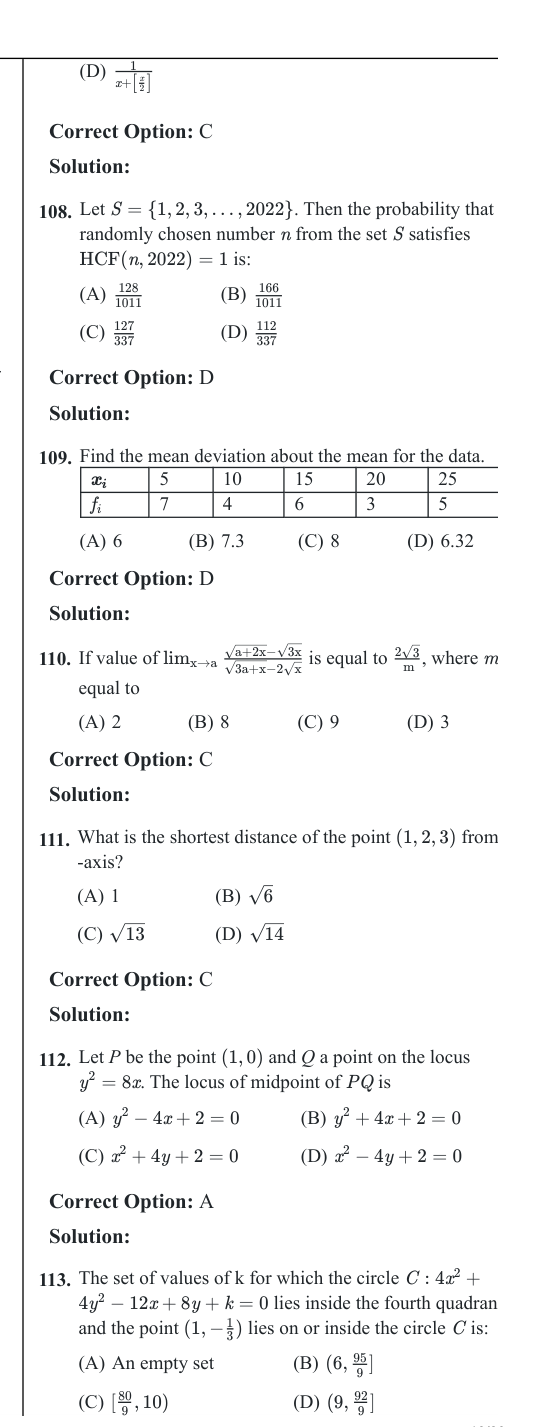 (D) 1/(x+[x/2])
Correct Option: C
Solution:
108. Let S = {1, 2, 3, . . . , 2022}. Then the probability that
randomly chosen number n from the set S satisfies
HCF(n, 2022) = 1 is:
(A) 128/1011 (B) 166/1011
(C) 127/337 (D) 112/337
Correct Option: D
Solution:
109. Find the mean deviation about the mean for the data.
xᵢ 5 10 15 20 25
fᵢ 7 4 6 3 5
(A) 6 (B) 7.3 (C) 8 (D) 6.32
Correct Option: D
Solution:
110. If value of lim x→a (√(a+2x)−√(3x))/(√(3a+x)−2√x) is equal to 2√3/m, where m
equal to
(A) 2 (B) 8 (C) 9 (D) 3
Correct Option: C
Solution:
111. What is the shortest distance of the point (1, 2, 3) from
-axis?
(A) 1 (B) √6
(C) √13 (D) √14
Correct Option: C
Solution:
112. Let P be the point (1, 0) and Q a point on the locus
y² = 8x. The locus of midpoint of PQ is
(A) y² − 4x + 2 = 0 (B) y² + 4x + 2 = 0
(C) x² + 4y + 2 = 0 (D) x² − 4y + 2 = 0
Correct Option: A
Solution:
113. The set of values of k for which the circle C : 4x² +
4y² − 12x + 8y + k = 0 lies inside the fourth quadran
and the point (1, −1/3) lies on or inside the circle C is:
(A) An empty set (B) (6, 95/9]
(C) [80/9, 10) (D) (9, 92/9]